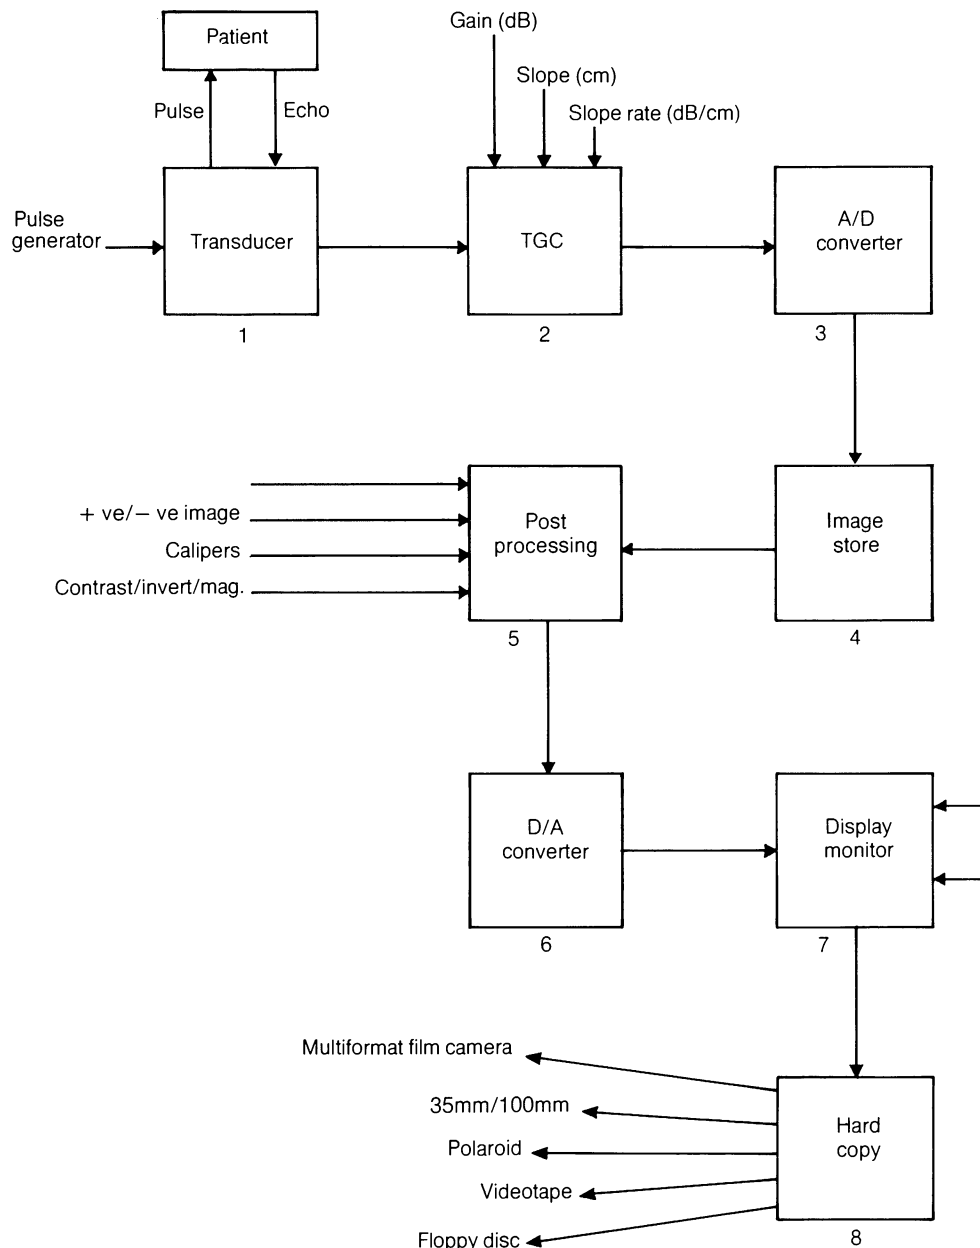 Patient
Pulse
Echo
Gain (dB)
Slope (cm)
Slope rate (dB/cm)
Pulse
generator
Transducer
1
TGC
2
A/D
converter
3
+ ve/− ve image
Calipers
Contrast/invert/mag.
Post
processing
5
Image
store
4
D/A
converter
6
Display
monitor
7
Multiformat film camera
35mm/100mm
Polaroid
Videotape
Floppy disc
Hard
copy
8